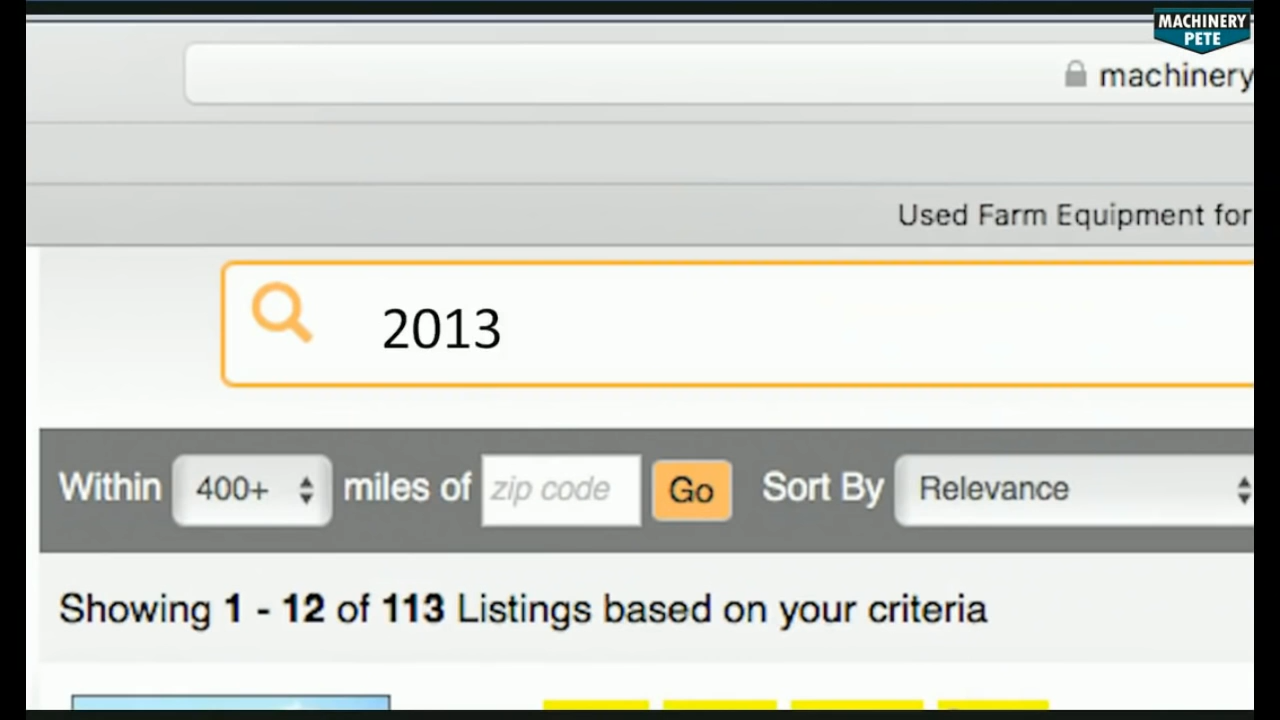 MACHINERY
PETE
machinery
Used Farm Equipment for
2013
Within 400+ miles of zip code Go Sort By Relevance
Showing 1 - 12 of 113 Listings based on your criteria